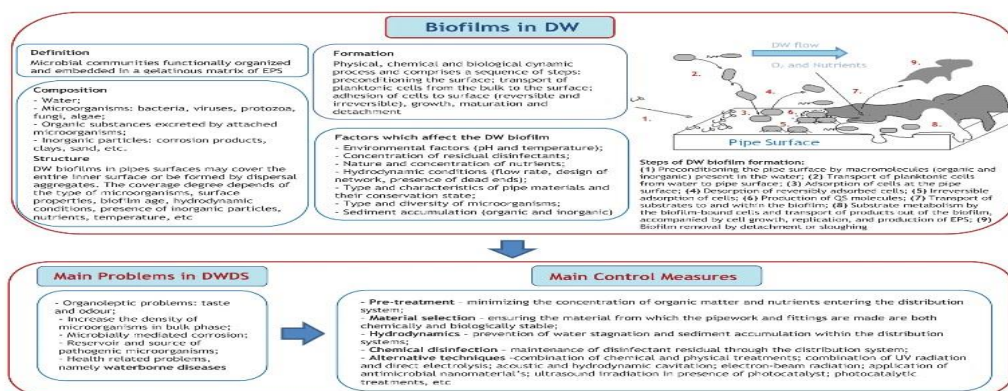 Biofilms in DW
Definition
Microbial communities functionally organized
and embedded in a gelatinous matrix of EPS
Composition
- Water;
- Microorganisms: bacteria, viruses, protozoa,
fungi, algae;
- Organic substances excreted by attached
microorganisms;
- Inorganic particles: corrosion products,
clays, sand, etc.
Structure
DW biofilms in pipes surfaces may cover the
entire inner surface or be formed by dispersal
aggregates. The coverage degree depends of
the type of microorganisms, surface
properties, biofilm age, hydrodynamic
conditions, presence of inorganic particles,
nutrients, temperature, etc
Formation
Physical, chemical and biological dynamic
process and comprises a sequence of steps:
preconditioning the surface; transport of
planktonic cells from the bulk to the surface;
adhesion of cells to surface (reversible and
irreversible), growth, maturation and
detachment
Factors which affect the DW biofilm
- Environmental factors (pH and temperature);
- Concentration of residual disinfectants;
- Nature and concentration of nutrients;
- Hydrodynamic conditions (flow rate, design of
network, presence of dead ends);
- Type and characteristics of pipe materials and
their conservation state;
- Type and diversity of microorganisms;
- Sediment accumulation (organic and inorganic)
DW flow
O₂ and Nutrients
1.
2.
3.
4.
5.
6.
7.
8.
9.
Pipe Surface
Steps of DW biofilm formation:
(1) Preconditioning the pipe surface by macromolecules (organic
and inorganic) present in the water; (2) Transport of planktonic cells
from water to pipe surface; (3) Adsorption of cells at the pipe
surface; (4) Desorption of reversibly adsorbed cells; (5) Irreversible
adsorption of cells; (6) Production of QS molecules; (7) Transport of
substrates to and within the biofilm; (8) Substrate metabolism by
the biofilm-bound cells and transport of products out of the biofilm,
accompanied by cell growth, replication, and production of EPS; (9)
Biofilm removal by detachment or sloughing
Main Problems in DWDS
- Organoleptic problems: taste
and odour;
- Increase the density of
microorganisms in bulk phase;
- Microbially mediated corrosion;
- Reservoir and source of
pathogenic microorganisms;
- Health related problems,
namely waterborne diseases
Main Control Measures
- Pre-treatment - minimizing the concentration of organic matter and nutrients entering the distribution
system;
- Material selection - ensuring the material from which the pipework and fittings are made are both
chemically and biologically stable;
- Hydrodynamics - prevention of water stagnation and sediment accumulation within the distribution
systems;
- Chemical disinfection - maintenance of disinfectant residual through the distribution system;
- Alternative techniques -combination of chemical and physical treatments; combination of UV radiation
and direct electrolysis; acoustic and hydrodynamic cavitation; electron-beam radiation; application of
antimicrobial nanomaterial's; ultrasound irradiation in presence of photocatalyst; photocatalytic
treatments, etc